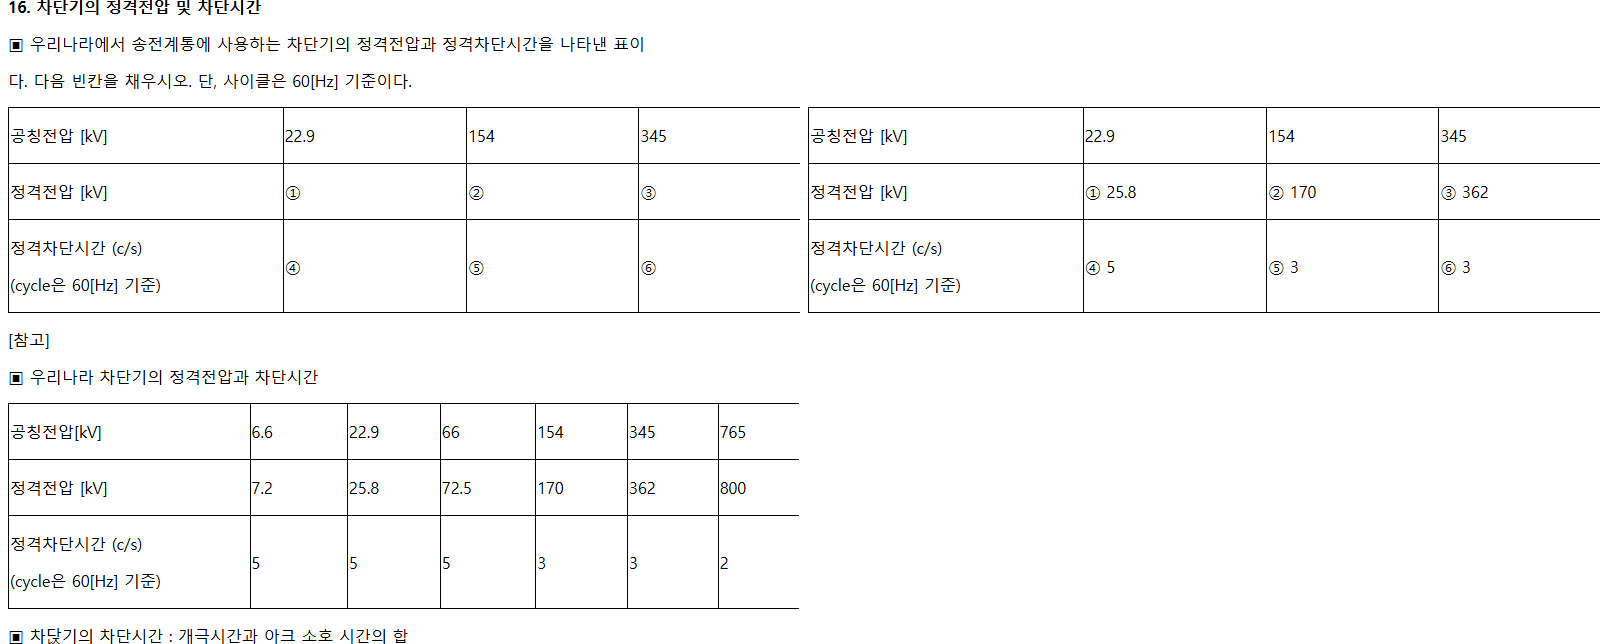 16. 차단기의 정격전압 및 차단시간
▣ 우리나라에서 송전계통에 사용하는 차단기의 정격전압과 정격차단시간을 나타낸 표이
다. 다음 빈칸을 채우시오. 단, 사이클은 60[Hz] 기준이다.
공칭전압 [kV] 22.9 154 345
정격전압 [kV] ① ② ③
정격차단시간 (c/s)
(cycle은 60[Hz] 기준) ④ ⑤ ⑥
공칭전압 [kV] 22.9 154 345
정격전압 [kV] ① 25.8 ② 170 ③ 362
정격차단시간 (c/s)
(cycle은 60[Hz] 기준) ④ 5 ⑤ 3 ⑥ 3
[참고]
▣ 우리나라 차단기의 정격전압과 차단시간
공칭전압[kV] 6.6 22.9 66 154 345 765
정격전압 [kV] 7.2 25.8 72.5 170 362 800
정격차단시간 (c/s)
(cycle은 60[Hz] 기준) 5 5 5 3 3 2
▣ 차닩기의 차단시간 : 개극시간과 아크 소호 시간의 합